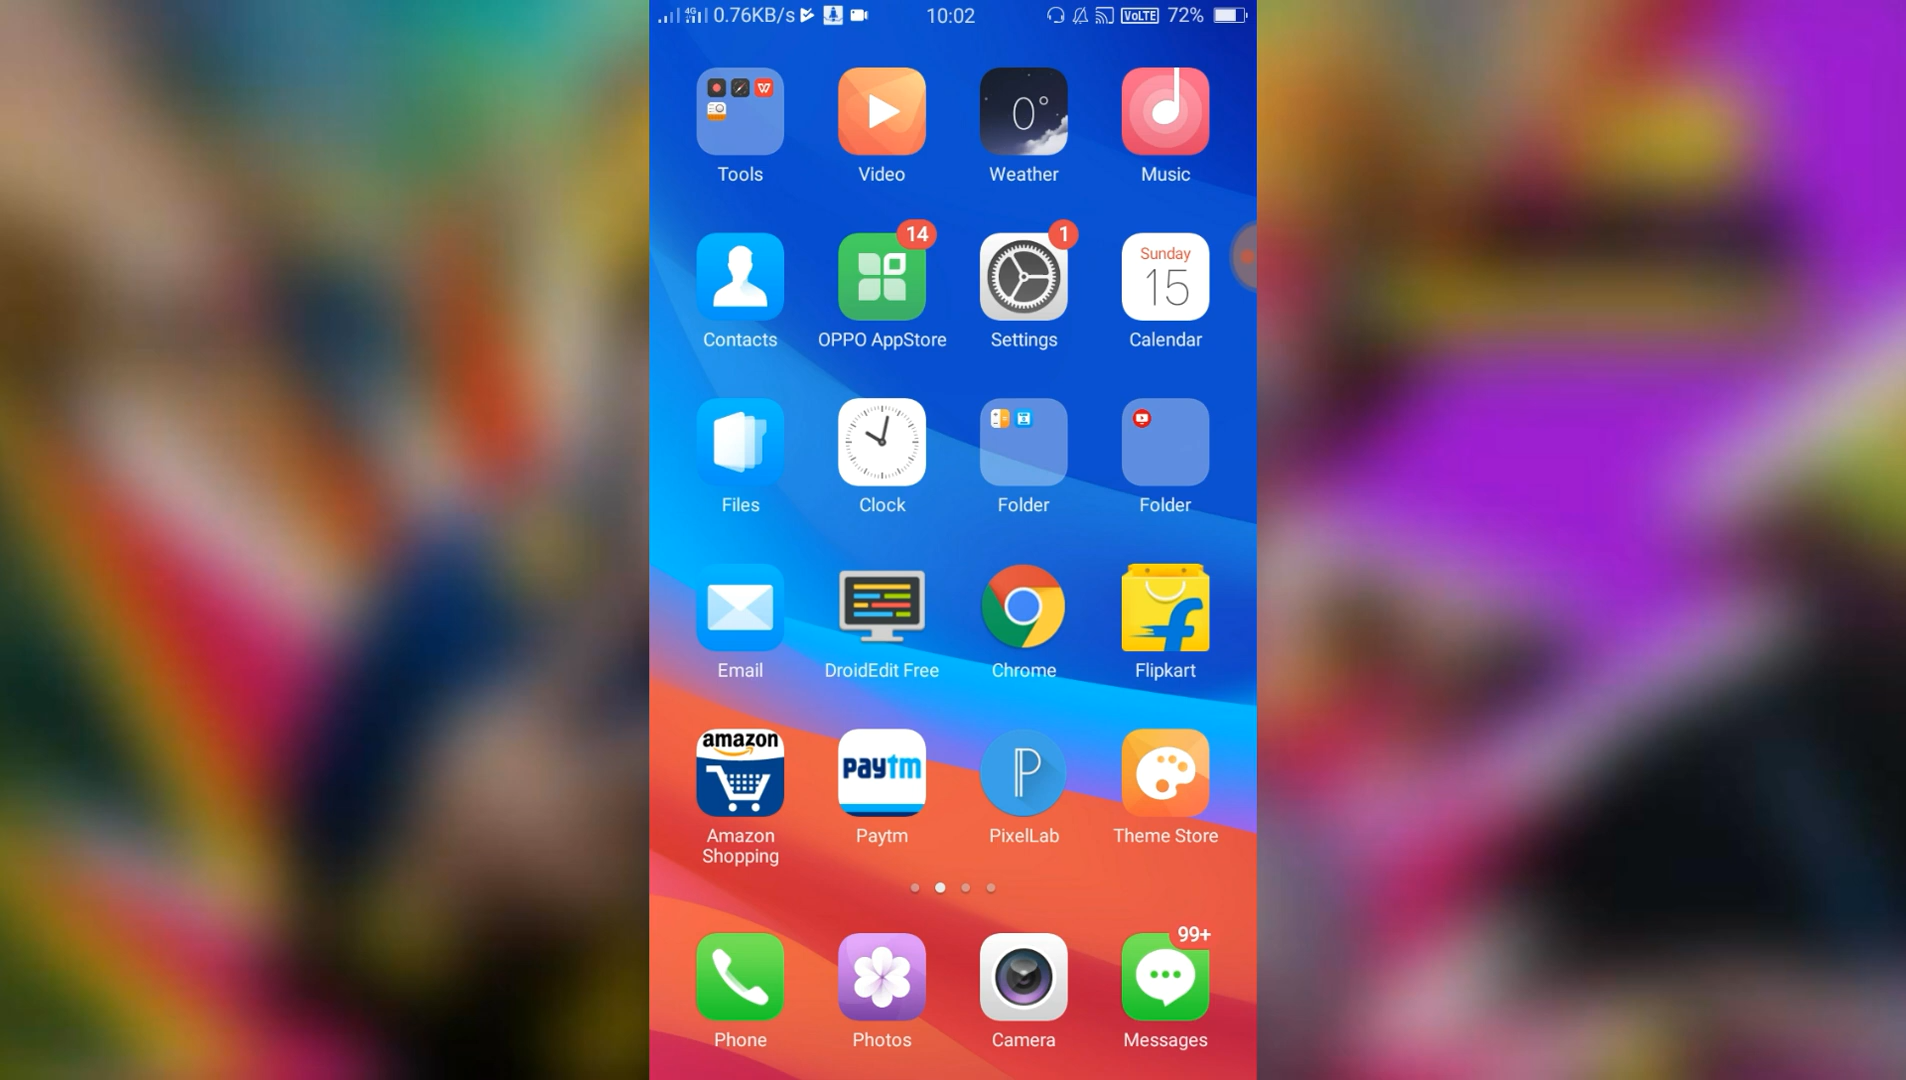 4G 0.76KB/s 10:02 VoLTE 72%
0°
Tools Video Weather Music
14 1
Sunday
15
Contacts OPPO AppStore Settings Calendar
Files Clock Folder Folder
Email DroidEdit Free Chrome Flipkart
amazon
paytm
Amazon Shopping Paytm PixelLab Theme Store
99+
Phone Photos Camera Messages